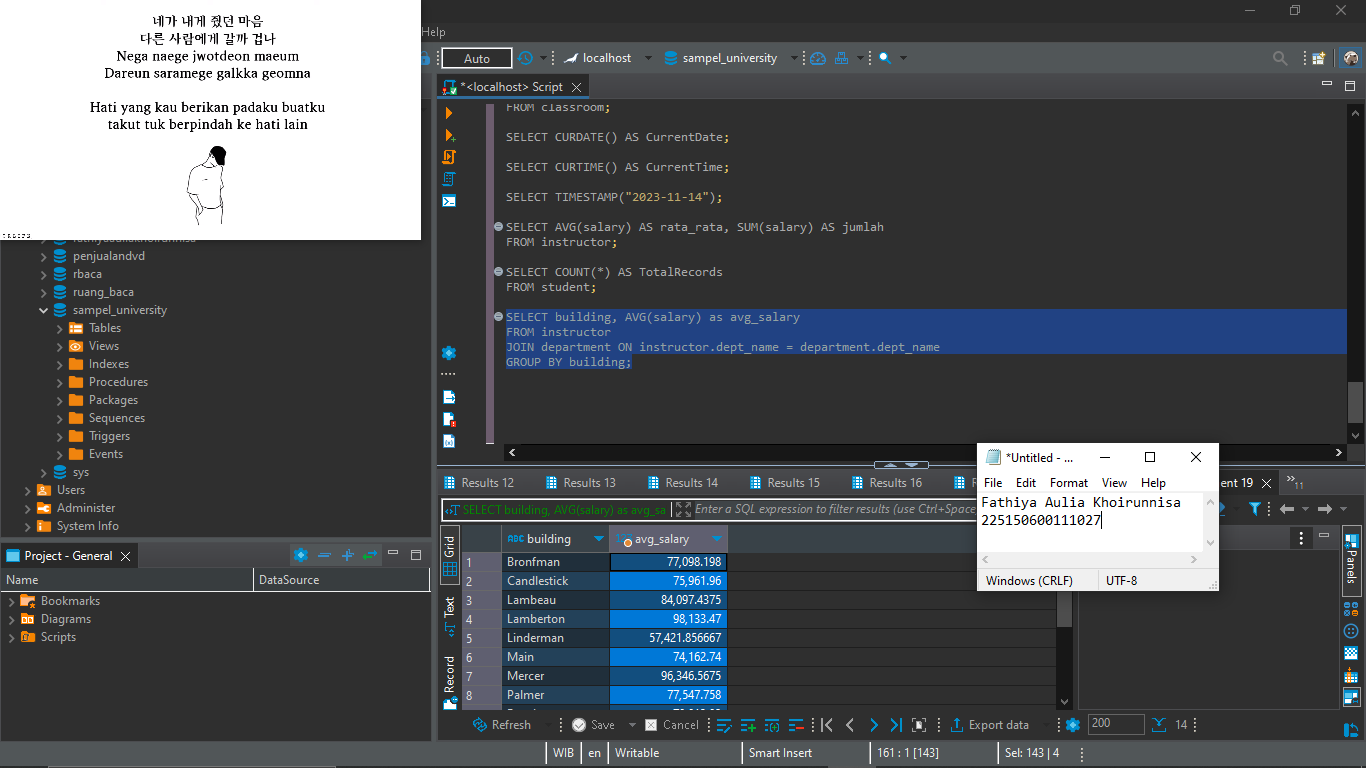 네가 내게 줬던 마음
다른 사람에게 갈까 겁나
Nega naege jwotdeon maeum
Dareun saramege galkka geomna
Hati yang kau berikan padaku buatku
takut tuk berpindah ke hati lain
Help
Auto
localhost
sampel_university
*<localhost> Script
FROM classroom;
SELECT CURDATE() AS CurrentDate;
SELECT CURTIME() AS CurrentTime;
SELECT TIMESTAMP("2023-11-14");
SELECT AVG(salary) AS rata_rata, SUM(salary) AS jumlah
FROM instructor;
SELECT COUNT(*) AS TotalRecords
FROM student;
SELECT building, AVG(salary) as avg_salary
FROM instructor
JOIN department ON instructor.dept_name = department.dept_name
GROUP BY building;
penjualandvd
rbaca
ruang_baca
sampel_university
Tables
Views
Indexes
Procedures
Packages
Sequences
Triggers
Events
sys
Users
Administer
System Info
Project - General
Name DataSource
Bookmarks
Diagrams
Scripts
Results 12
Results 13
Results 14
Results 15
Results 16
ent 19
11
SELECT building, AVG(salary) as avg_sa
Enter a SQL expression to filter results (use Ctrl+Space
Grid
Text
Record
building avg_salary
1 Bronfman 77,098.198
2 Candlestick 75,961.96
3 Lambeau 84,097.4375
4 Lamberton 98,133.47
5 Linderman 57,421.856667
6 Main 74,162.74
7 Mercer 96,346.5675
8 Palmer 77,547.758
Panels
*Untitled - ...
File Edit Format View Help
Fathiya Aulia Khoirunnisa
225150600111027
Windows (CRLF) UTF-8
Refresh
Save
Cancel
Export data
200
14
WIB en Writable Smart Insert 161 : 1 [143] Sel: 143 | 4